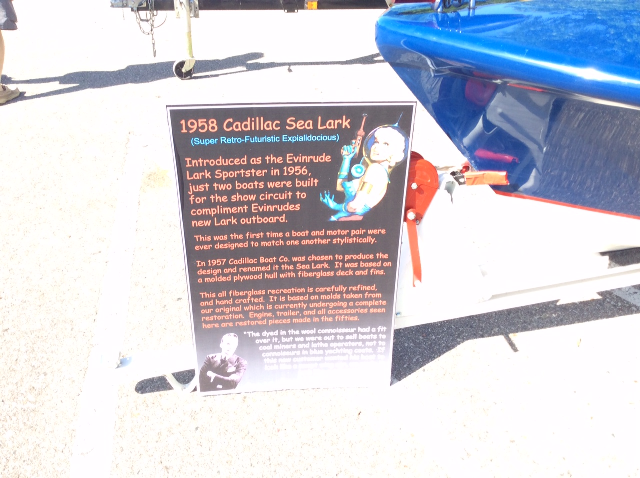 1958 Cadillac Sea Lark
(Super Retro-Futuristic Expialidocious)
Introduced as the Evinrude
Lark Sportster in 1956,
just two boats were built
for the show circuit to
compliment Evinrudes
new Lark outboard.
This was the first time a boat and motor pair were
ever designed to match one another stylistically.
In 1957 Cadillac Boat Co. was chosen to produce the
design and renamed it the Sea Lark. It was based on
a molded plywood hull with fiberglass deck and fins.
This all fiberglass recreation is carefully refined,
and hand crafted. It is based on molds taken from
our original which is currently undergoing a complete
restoration. Engine, trailer, and all accessories seen
here are restored pieces made in the fifties.
"The dyed in the wool connoisseur had a fit
over it, but we were out to sell boats to
coal miners and lathe operators, not to
connoisseurs in blue yachting coats.